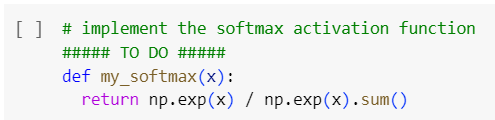 [ ] # implement the softmax activation function
##### TO DO #####
def my_softmax(x):
  return np.exp(x) / np.exp(x).sum()